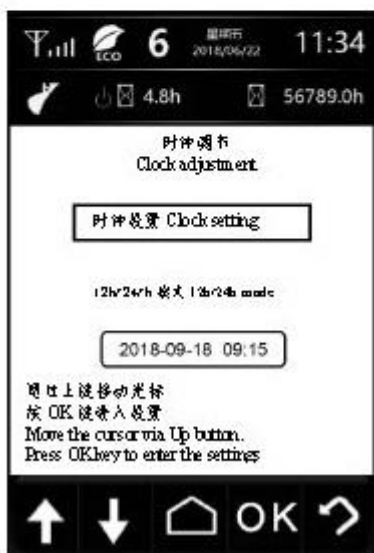 ECO 6 星期五 2018/06/22 11:34
4.8h 56789.0h
时钟调节
Clock adjustment
时钟设置 Clock setting
12h/24h 模式 12h/24h mode
2018-09-18 09:15
通过上键移动光标
按 OK 键进入设置
Move the cursor via Up button.
Press OK key to enter the settings
OK